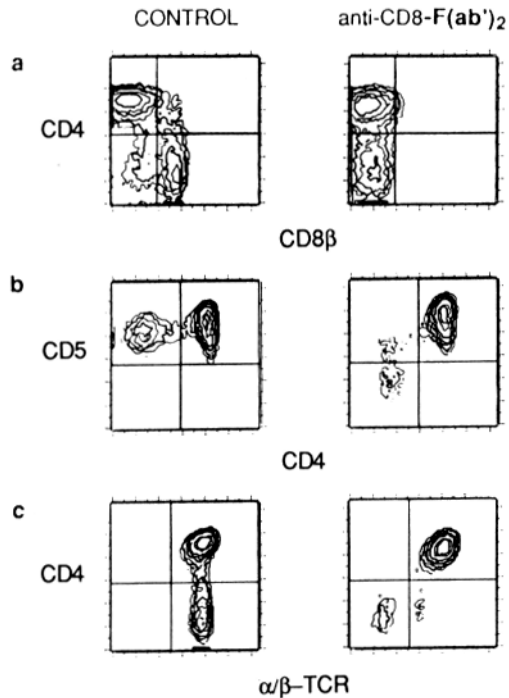 CONTROL anti-CD8-F(ab')₂
a
CD4
CD8β
b
CD5
CD4
c
CD4
α/β–TCR